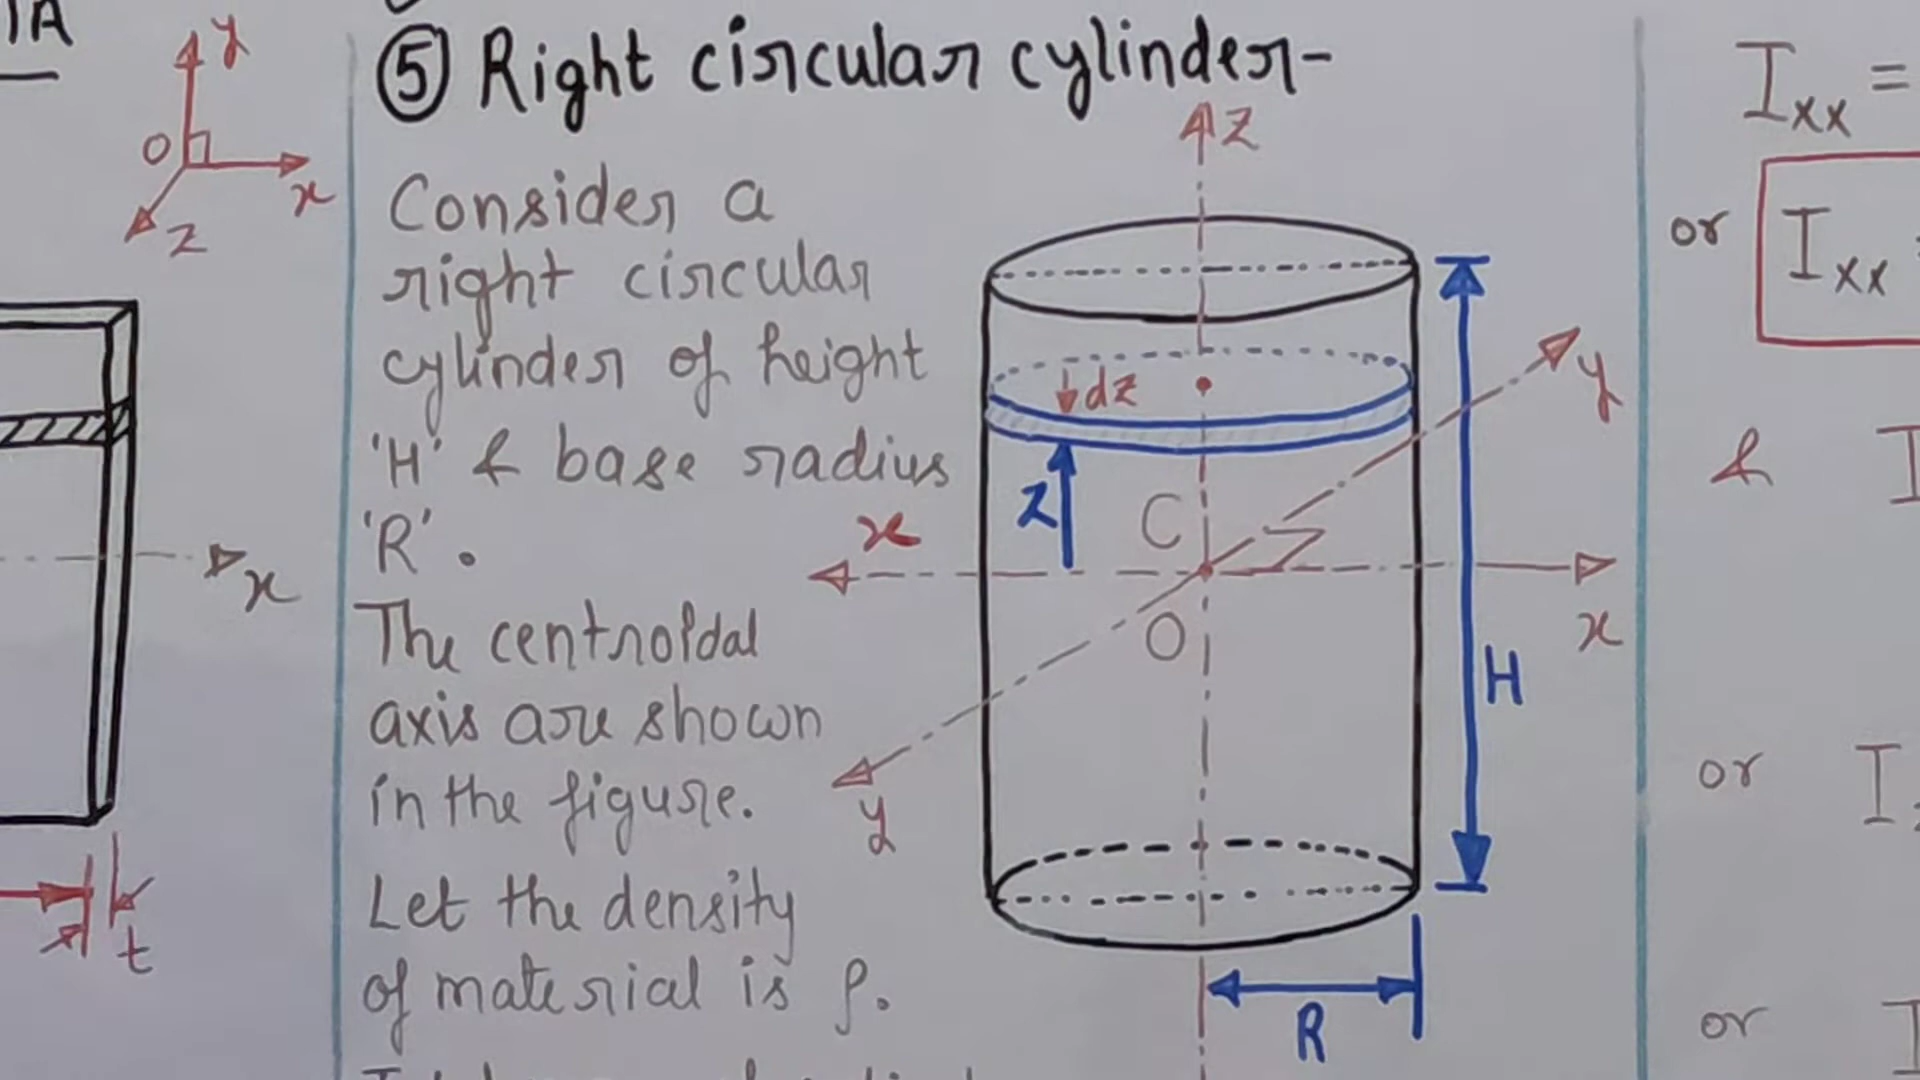 IA
y
O
x
z
x
t
⑤ Right circular cylinder-
Consider a
right circular
cylinder of height
'H' & base radius
'R'.
The centroidal
axis are shown
in the figure.
Let the density
of material is ρ.
z
dz
y
z
C
x
O
x
H
y
R
Ixx =
or Ixx
&
or I
or I